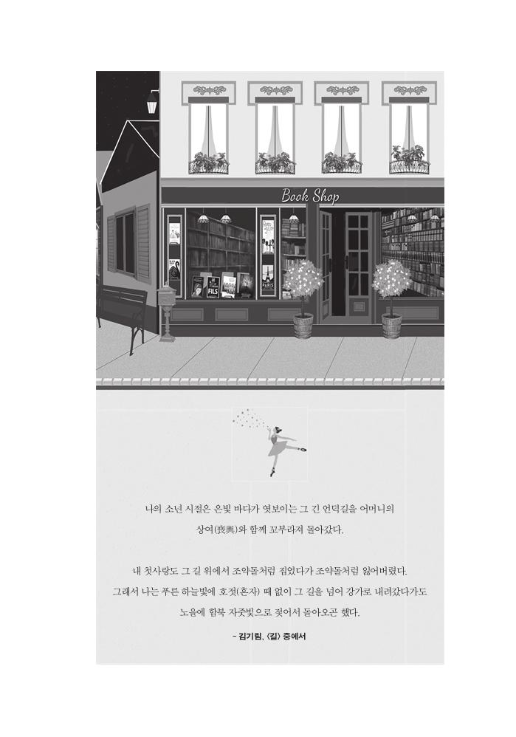 Book Shop
FILS
PARIS
나의 소년 시절은 은빛 바다가 엿보이는 그 긴 언덕길을 어머니의
상여(喪輿)와 함께 꼬부라져 돌아갔다.
내 첫사랑도 그 길 위에서 조약돌처럼 집었다가 조약돌처럼 잃어버렸다.
그래서 나는 푸른 하늘빛에 호젓(혼자) 때 없이 그 길을 넘어 강가로 내려갔다가도
노을에 함북 자줏빛으로 젖어서 돌아오곤 했다.
- 김기림, 〈길〉 중에서